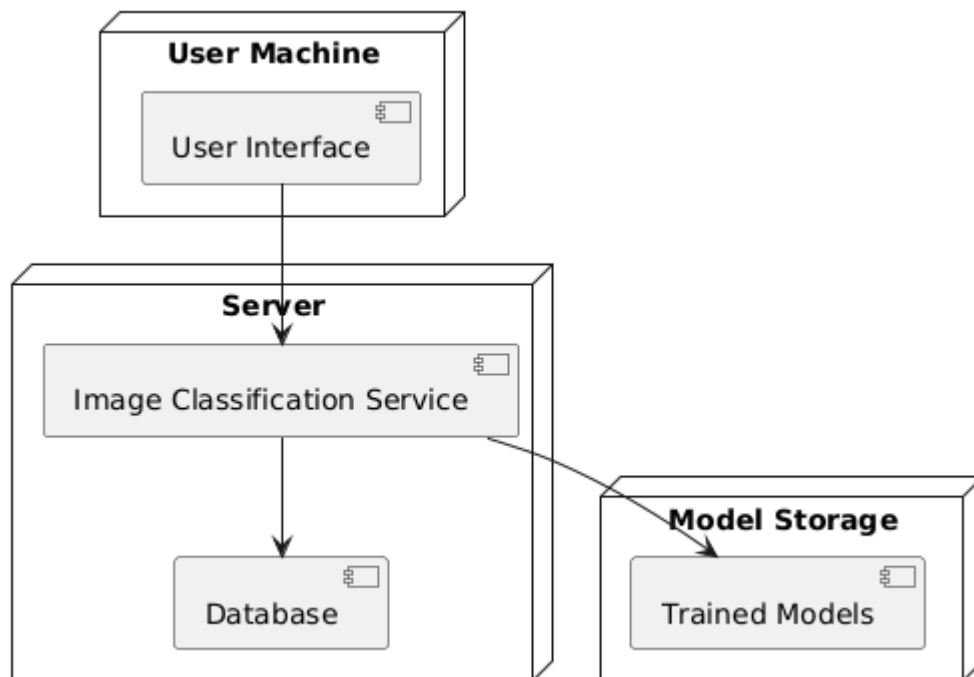 User Machine
User Interface
Server
Image Classification Service
Model Storage
Database
Trained Models